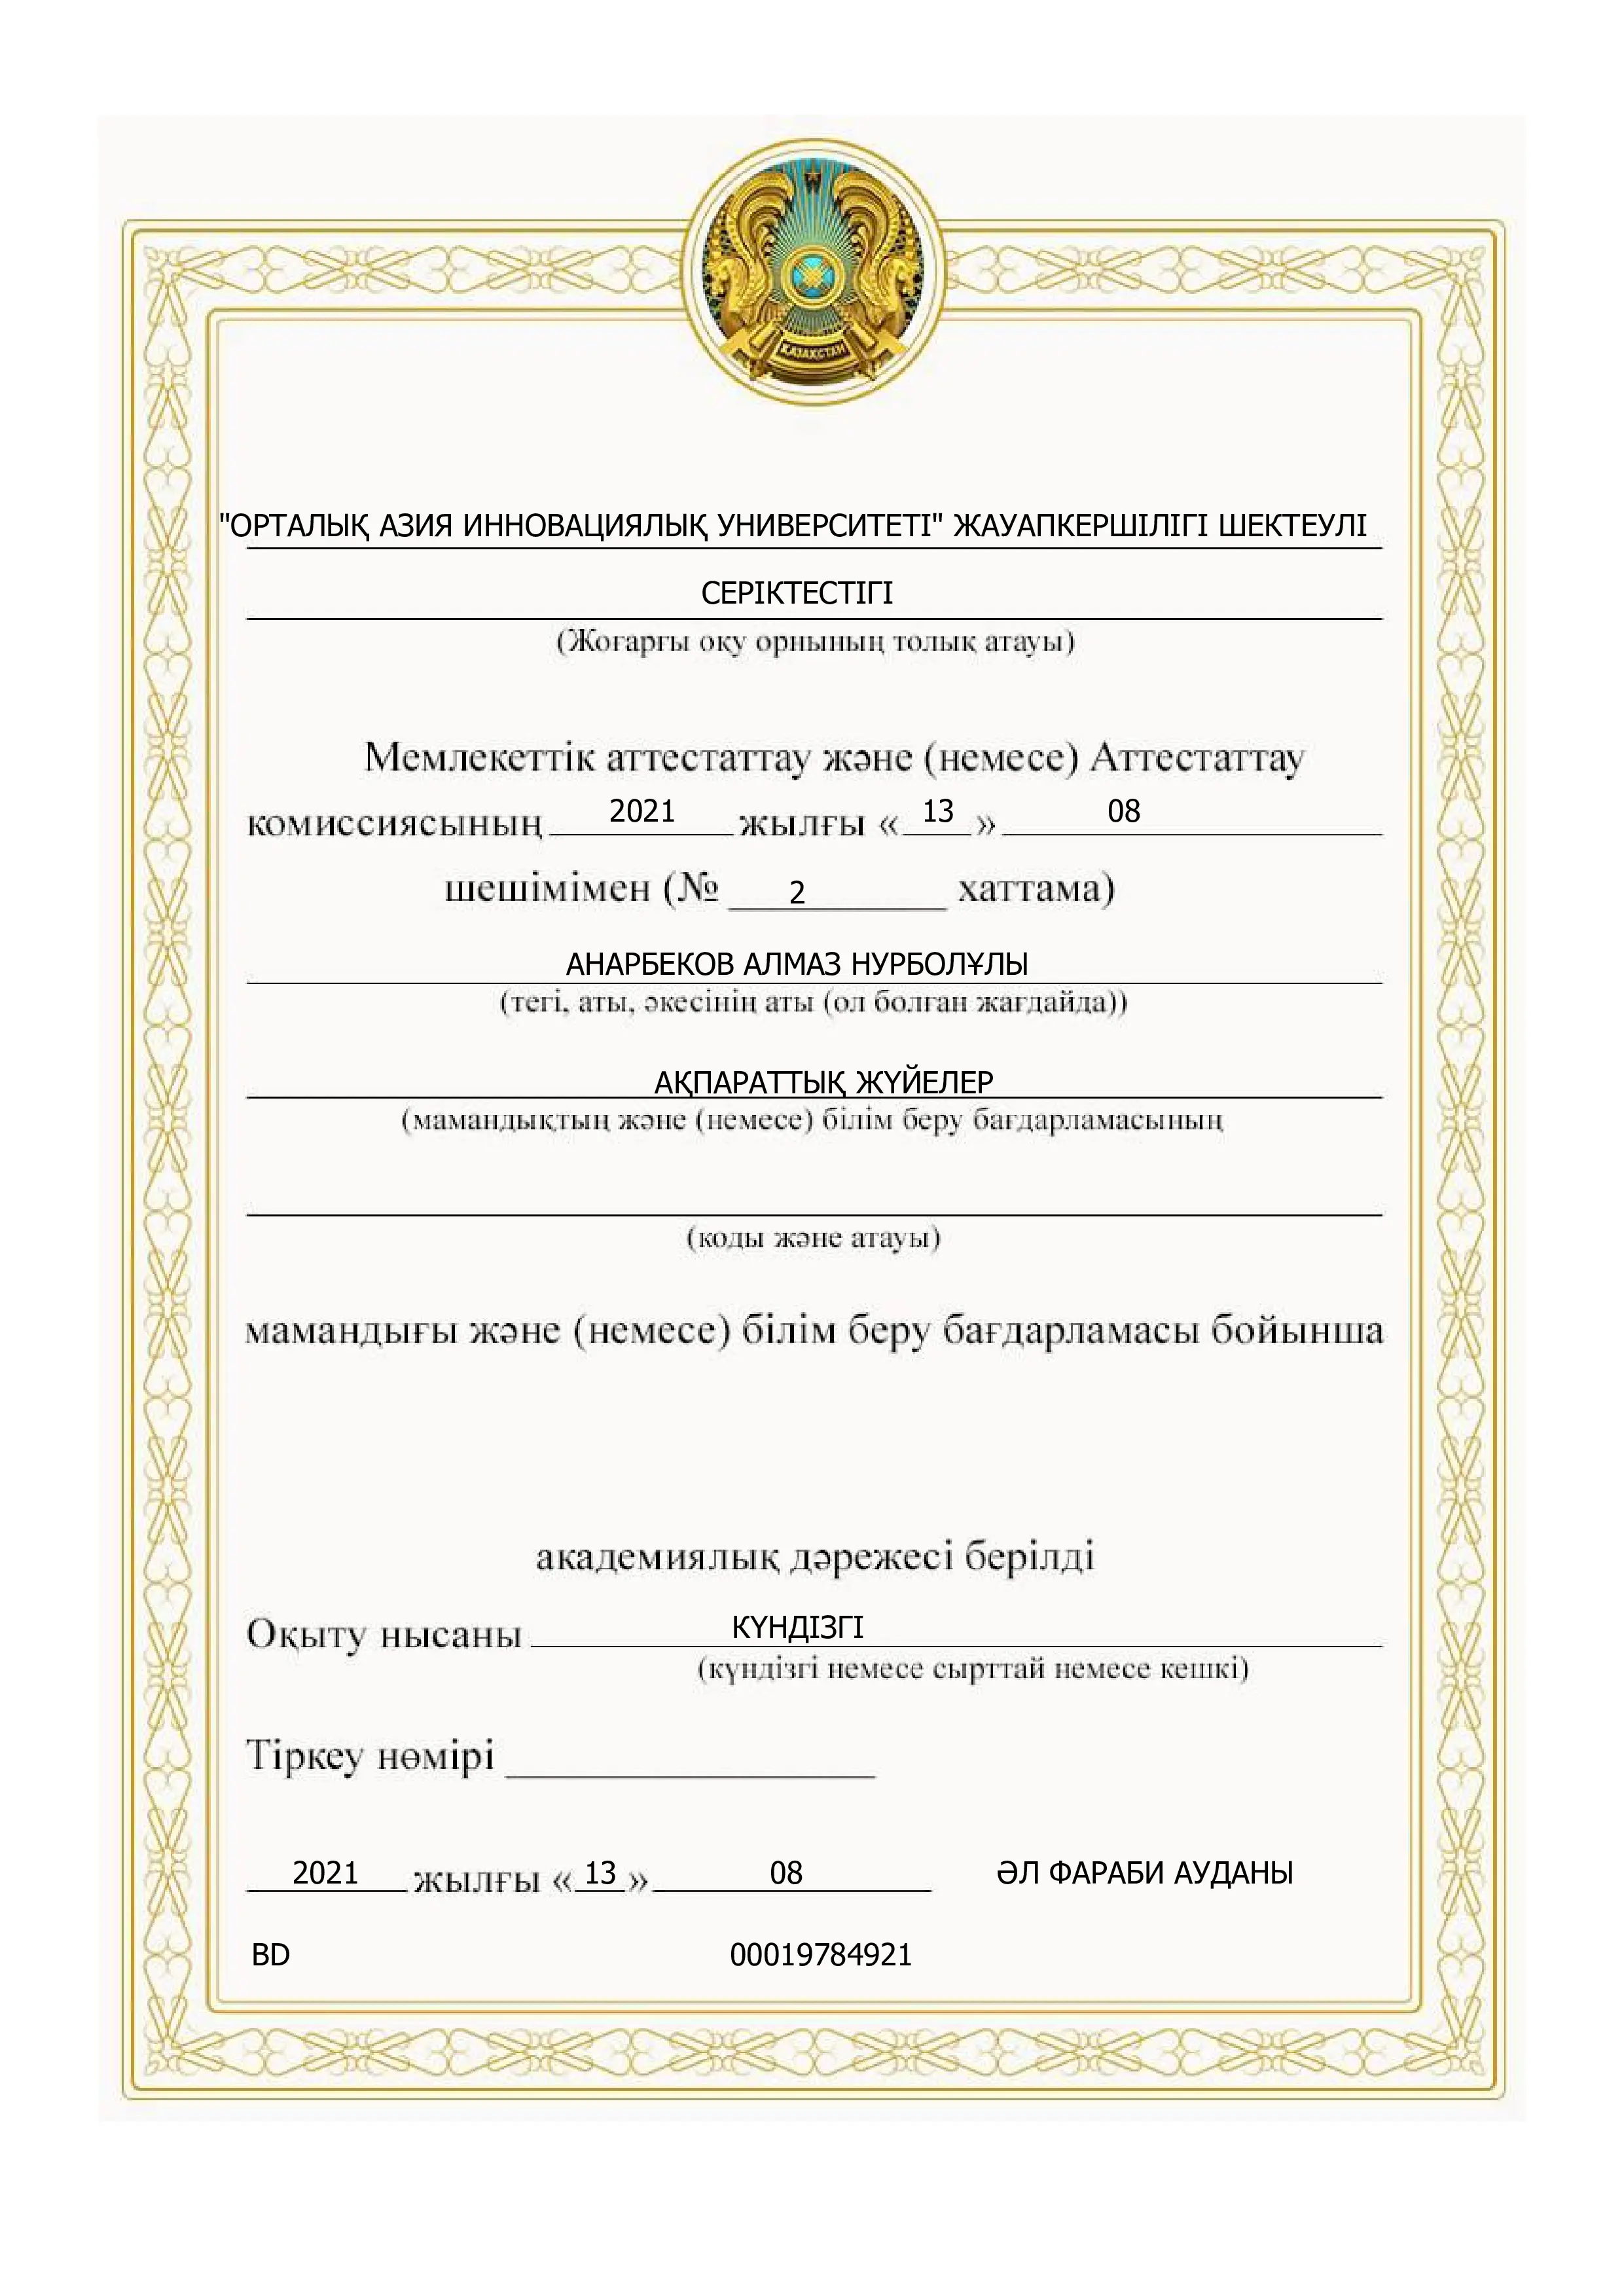 ҚАЗАҚСТАН
"ОРТАЛЫҚ АЗИЯ ИННОВАЦИЯЛЫҚ УНИВЕРСИТЕТІ" ЖАУАПКЕРШІЛІГІ ШЕКТЕУЛІ
СЕРІКТЕСТІГІ
(Жоғарғы оқу орнының толық атауы)
Мемлекеттік аттестаттау және (немесе) Аттестаттау
комиссиясының 2021 жылғы « 13 » 08
шешімімен (№ 2 хаттама)
АНАРБЕКОВ АЛМАЗ НУРБОЛҰЛЫ
(тегі, аты, әкесінің аты (ол болған жағдайда))
АҚПАРАТТЫҚ ЖҮЙЕЛЕР
(мамандықтың және (немесе) білім беру бағдарламасының
(коды және атауы)
мамандығы және (немесе) білім беру бағдарламасы бойынша
академиялық дәрежесі берілді
Оқыту нысаны КҮНДІЗГІ
(күндізгі немесе сырттай немесе кешкі)
Тіркеу нөмірі
2021 жылғы « 13 » 08 ӘЛ ФАРАБИ АУДАНЫ
BD 00019784921